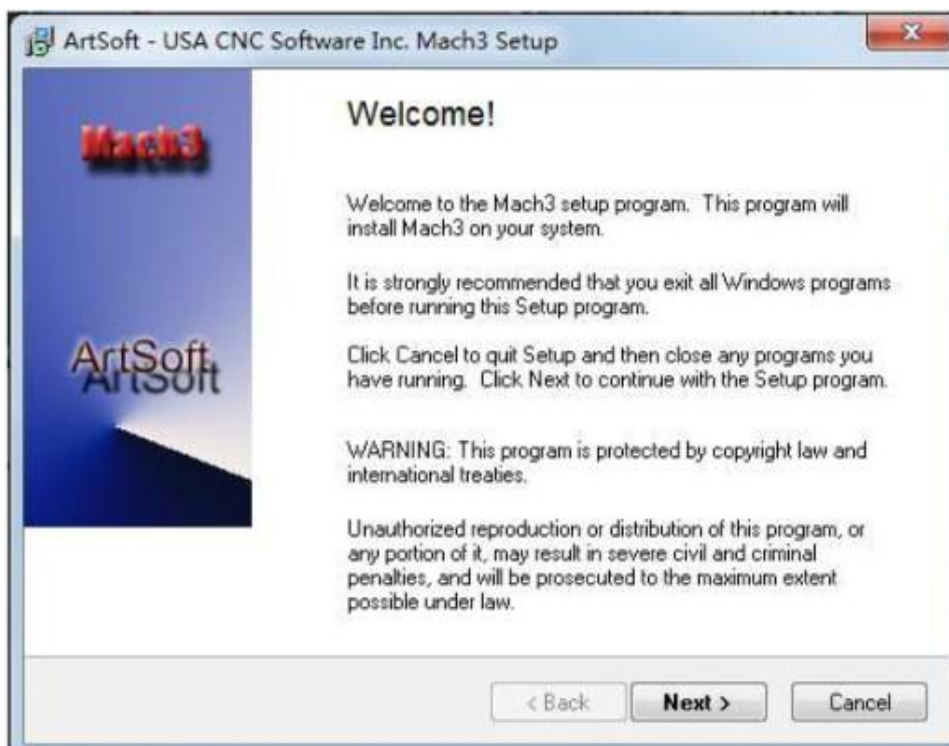 ArtSoft - USA CNC Software Inc. Mach3 Setup
Mach3
ArtSoft
ArtSoft
Welcome!
Welcome to the Mach3 setup program. This program will
install Mach3 on your system.
It is strongly recommended that you exit all Windows programs
before running this Setup program.
Click Cancel to quit Setup and then close any programs you
have running. Click Next to continue with the Setup program.
WARNING: This program is protected by copyright law and
international treaties.
Unauthorized reproduction or distribution of this program, or
any portion of it, may result in severe civil and criminal
penalties, and will be prosecuted to the maximum extent
possible under law.
< Back
Next >
Cancel